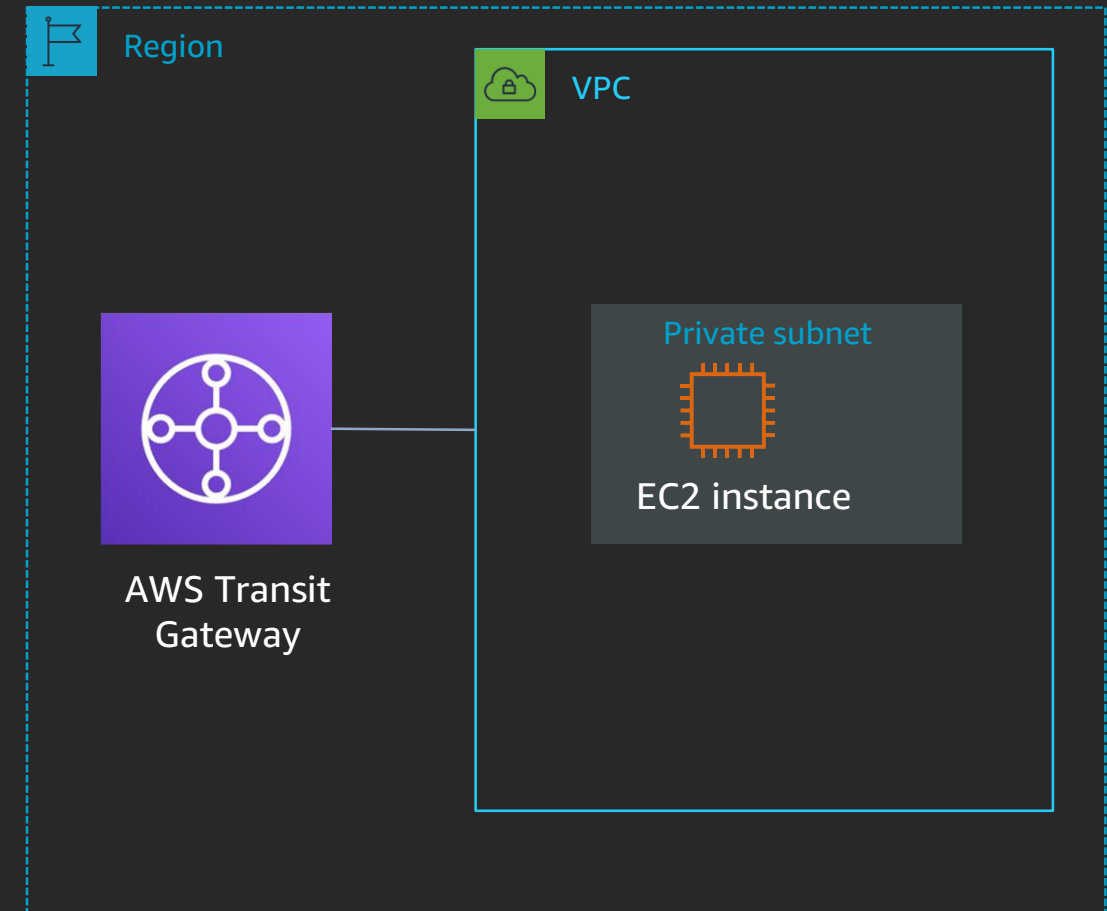 Region
VPC
Private subnet
EC2 instance
AWS Transit
Gateway